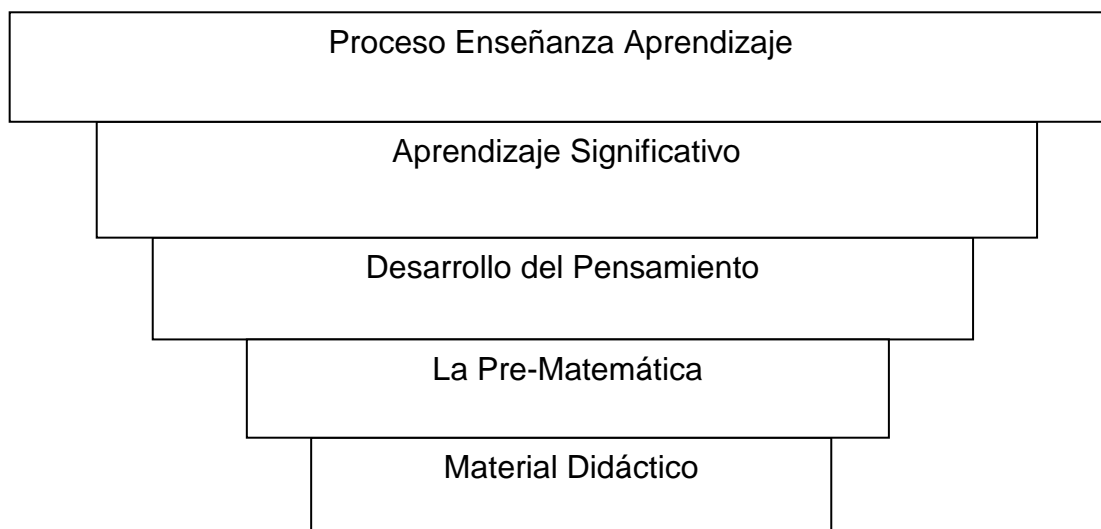 Proceso Enseñanza Aprendizaje
Aprendizaje Significativo
Desarrollo del Pensamiento
La Pre-Matemática
Material Didáctico